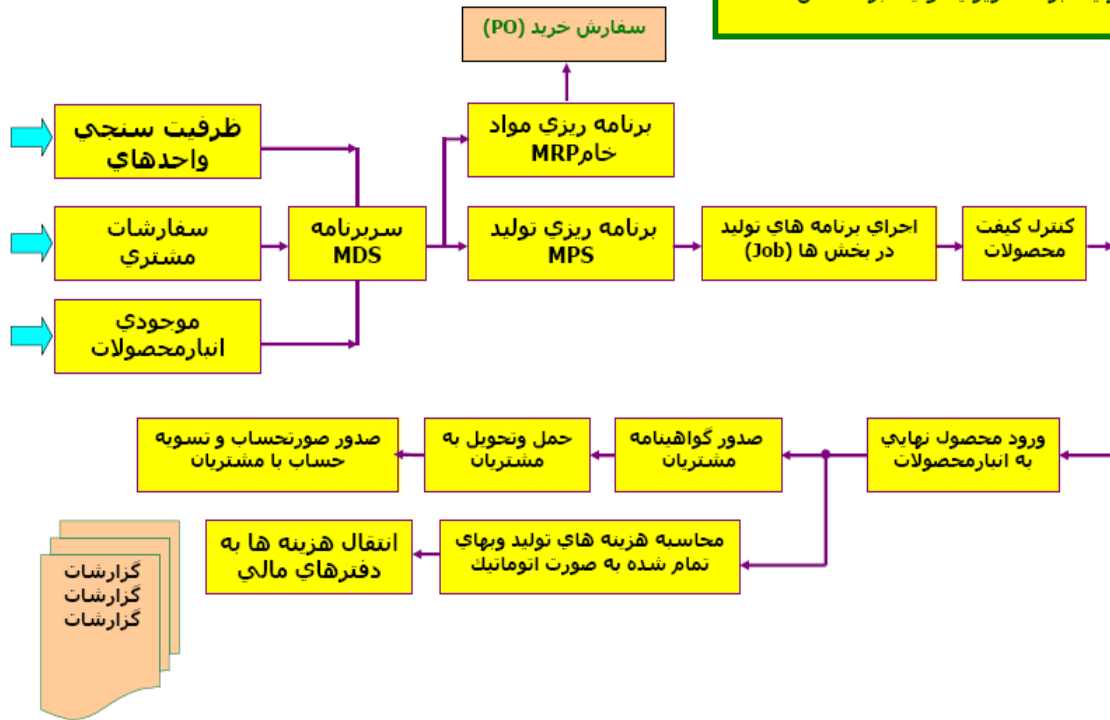 سفارش خريد (PO)
ظرفيت سنجي
واحدهاي
برنامه ريزي مواد
خامMRP
سفارشات
مشتري
سربرنامه
MDS
برنامه ريزي توليد
MPS
اجراي برنامه هاي توليد
در بخش ها (Job)
كنترل كيفت
محصولات
موجودي
انبارمحصولات
ورود محصول نهايي
به انبارمحصولات
صدور گواهينامه
مشتريان
حمل وتحويل به
مشتريان
صدور صورتحساب و تسويه
حساب با مشتريان
محاسبه هزينه هاي توليد وبهاي
تمام شده به صورت اتوماتيك
انتقال هزينه ها به
دفترهاي مالي
گزارشات
گزارشات
گزارشات